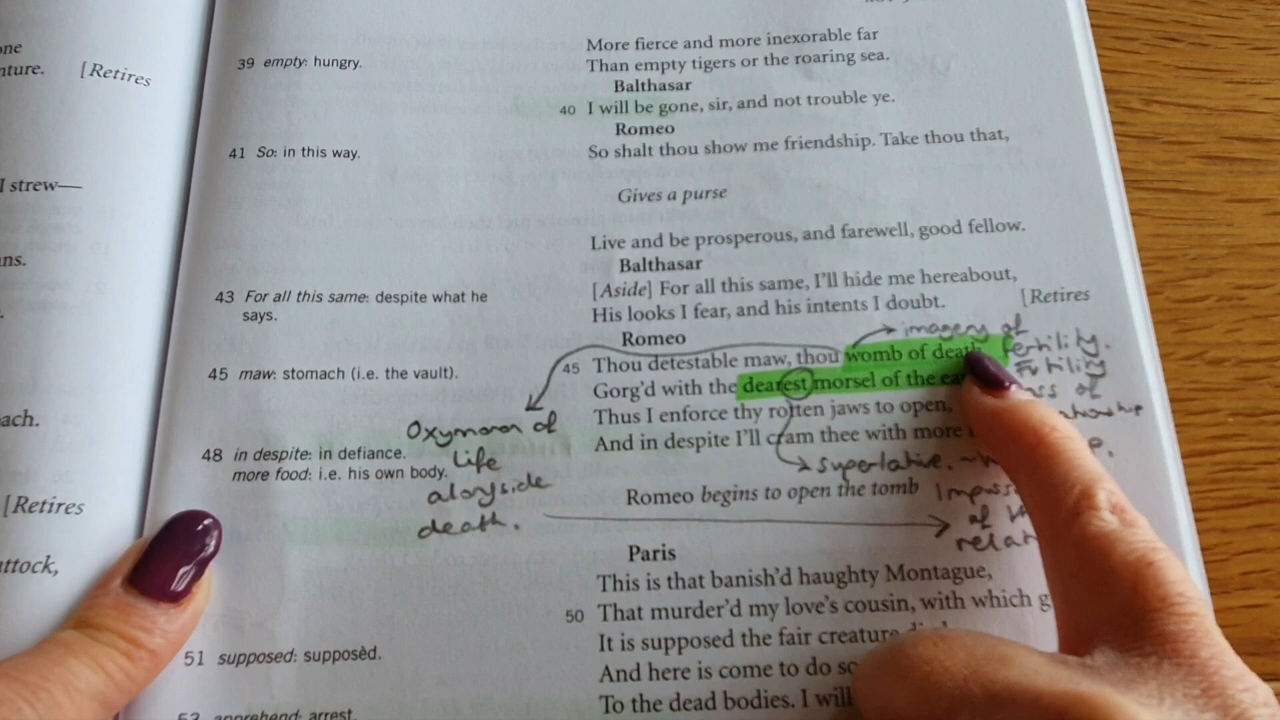 one
nture. [Retires
I strew—
ns.
ach.
[Retires
ttock,
39 empty: hungry.
41 So: in this way.
43 For all this same: despite what he
says.
45 maw: stomach (i.e. the vault).
48 in despite: in defiance.
more food: i.e. his own body.
51 supposed: supposèd.
53 apprehend: arrest.
More fierce and more inexorable far
Than empty tigers or the roaring sea.
Balthasar
40 I will be gone, sir, and not trouble ye.
Romeo
So shalt thou show me friendship. Take thou that,
Gives a purse
Live and be prosperous, and farewell, good fellow.
Balthasar
[Aside] For all this same, I'll hide me hereabout,
His looks I fear, and his intents I doubt. [Retires
Romeo
45 Thou detestable maw, thou womb of death
Gorg'd with the dearest morsel of the ear
Thus I enforce thy rotten jaws to open,
And in despite I'll cram thee with more
Romeo begins to open the tomb
Paris
This is that banish'd haughty Montague,
50 That murder'd my love's cousin, with which g
It is supposed the fair creature
And here is come to do so
To the dead bodies. I will
imagery of
fertility.
of
superlative.
of
relat
Oxymoron of
life
alongside
death.